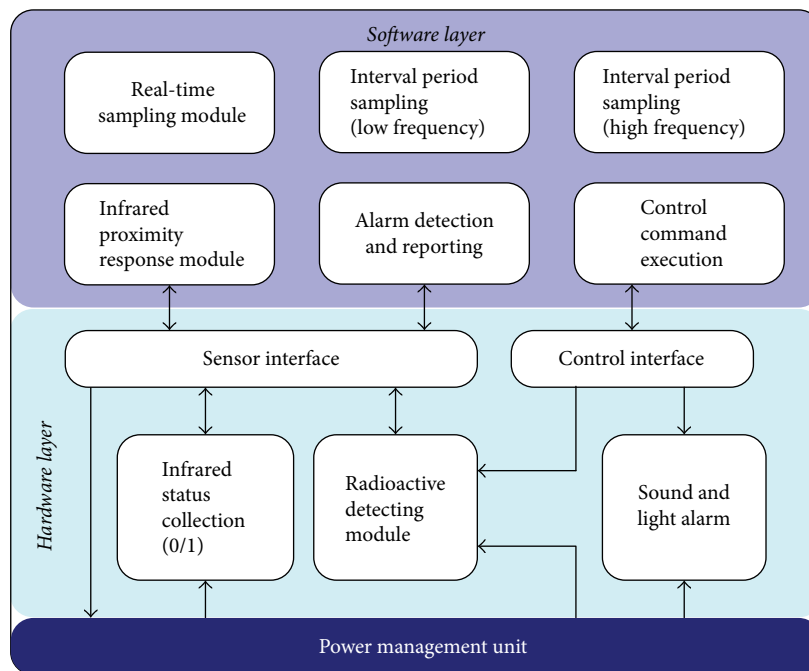 Software layer
Real-time
sampling module
Interval period
sampling
(low frequency)
Interval period
sampling
(high frequency)
Infrared
proximity
response module
Alarm detection
and reporting
Control
command
execution
Sensor interface
Control interface
Hardware layer
Infrared
status
collection
(0/1)
Radioactive
detecting
module
Sound and
light alarm
Power management unit